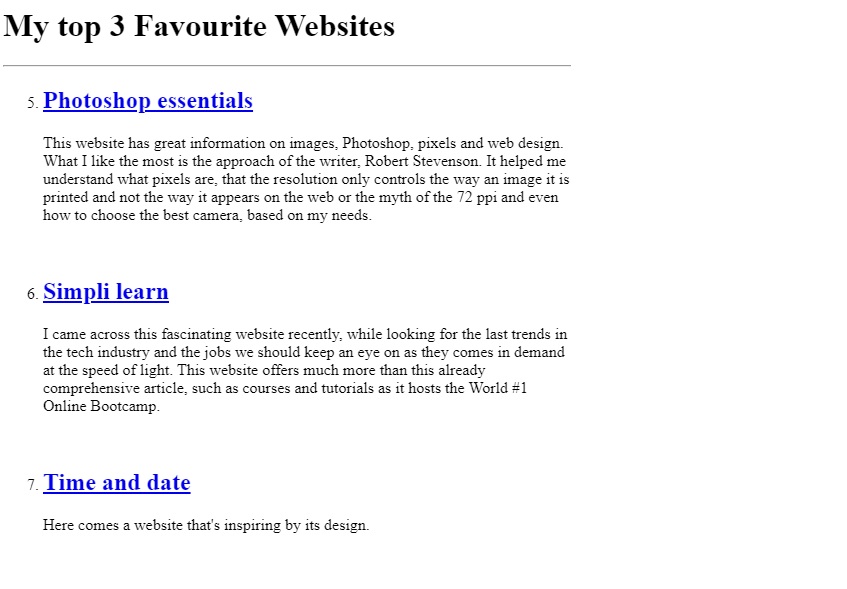 My top 3 Favourite Websites
5. Photoshop essentials
This website has great information on images, Photoshop, pixels and web design.
What I like the most is the approach of the writer, Robert Stevenson. It helped me
understand what pixels are, that the resolution only controls the way an image it is
printed and not the way it appears on the web or the myth of the 72 ppi and even
how to choose the best camera, based on my needs.
6. Simpli learn
I came across this fascinating website recently, while looking for the last trends in
the tech industry and the jobs we should keep an eye on as they comes in demand
at the speed of light. This website offers much more than this already
comprehensive article, such as courses and tutorials as it hosts the World #1
Online Bootcamp.
7. Time and date
Here comes a website that's inspiring by its design.